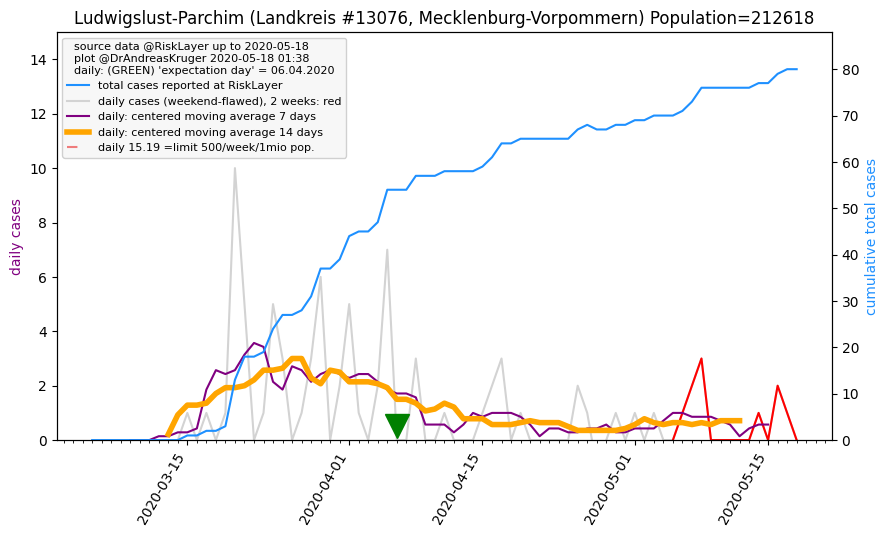 Ludwigslust-Parchim (Landkreis #13076, Mecklenburg-Vorpommern) Population=212618
source data @RiskLayer up to 2020-05-18
plot @DrAndreasKruger 2020-05-18 01:38
daily: (GREEN) 'expectation day' = 06.04.2020
total cases reported at RiskLayer
daily cases (weekend-flawed), 2 weeks: red
daily: centered moving average 7 days
daily: centered moving average 14 days
daily 15.19 =limit 500/week/1mio pop.
daily cases
14
12
10
8
6
4
2
0
cumulative total cases
80
70
60
50
40
30
20
10
0
2020-03-15
2020-04-01
2020-04-15
2020-05-01
2020-05-15